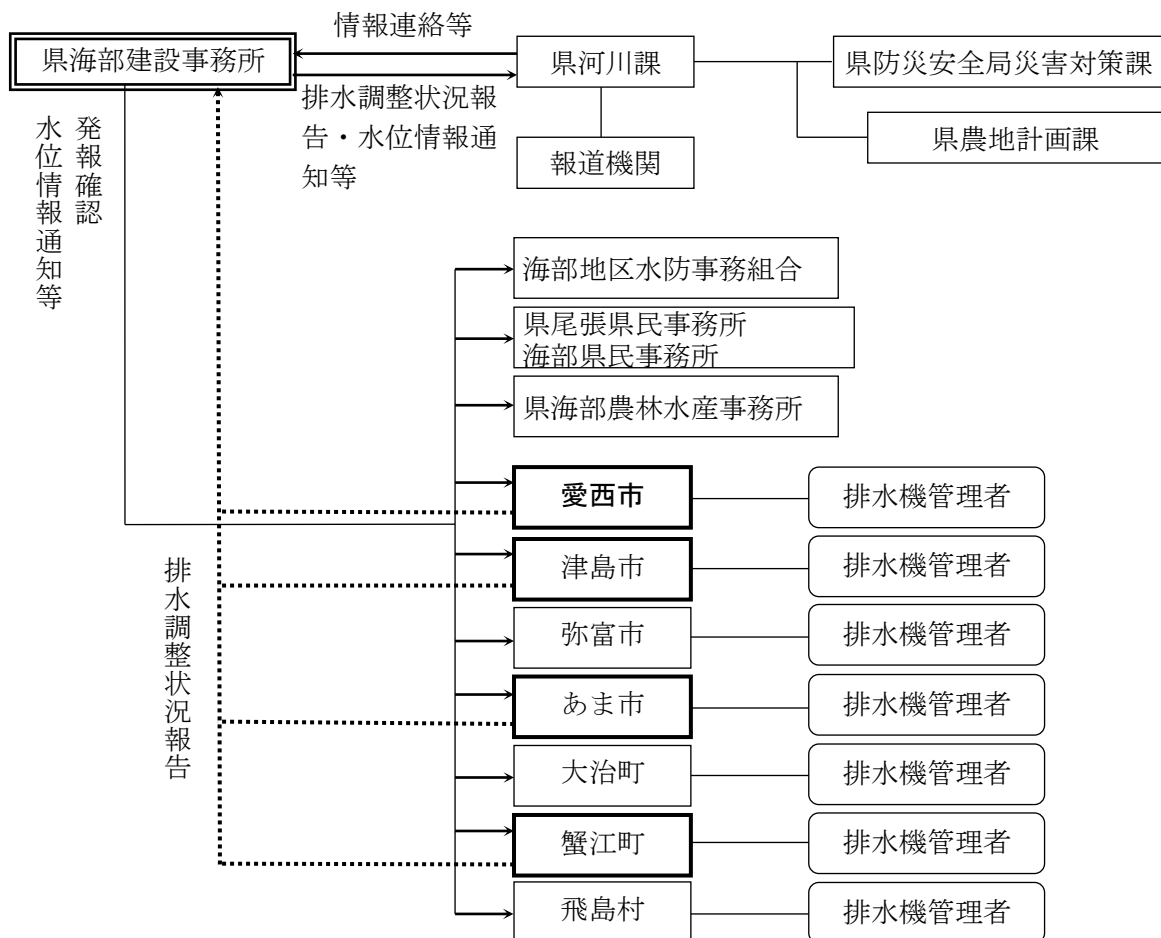 情報連絡等
県海部建設事務所
県河川課
県防災安全局災害対策課
排水調整状況報
告・水位情報通
知等
県農地計画課
報道機関
発報確認
水位情報通知等
海部地区水防事務組合
県尾張県民事務所
海部県民事務所
県海部農林水産事務所
愛西市
排水機管理者
津島市
排水機管理者
排水調整状況報告
弥富市
排水機管理者
あま市
排水機管理者
大治町
排水機管理者
蟹江町
排水機管理者
飛島村
排水機管理者